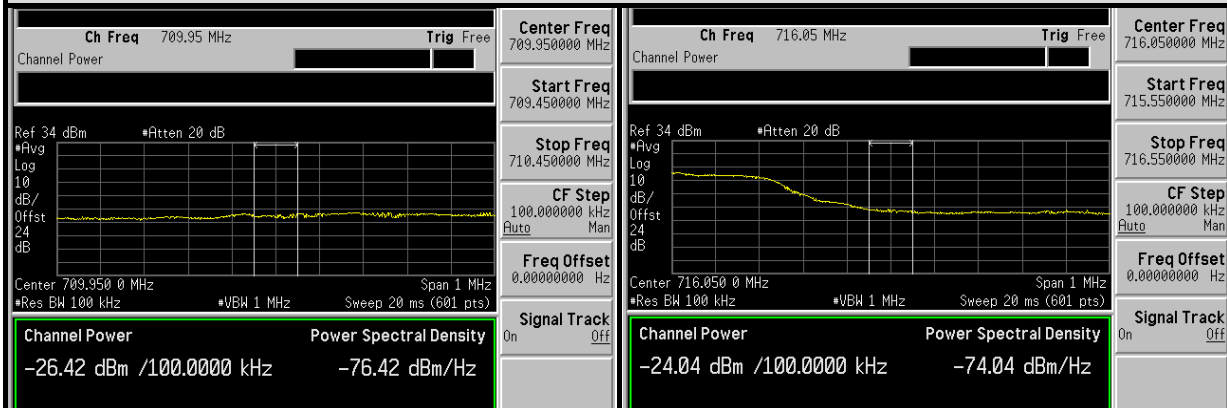 Ch Freq 709.95 MHz Trig Free
Channel Power
Ref 34 dBm #Atten 20 dB
#Avg
Log
10
dB/
Offst
24
dB
Center 709.950 0 MHz Span 1 MHz
#Res BW 100 kHz #VBW 1 MHz Sweep 20 ms (601 pts)
Channel Power Power Spectral Density
-26.42 dBm /100.0000 kHz -76.42 dBm/Hz
Center Freq
709.950000 MHz
Start Freq
709.450000 MHz
Stop Freq
710.450000 MHz
CF Step
100.000000 kHz
Auto Man
Freq Offset
0.00000000 Hz
Signal Track
On Off
Ch Freq 716.05 MHz Trig Free
Channel Power
Ref 34 dBm #Atten 20 dB
#Avg
Log
10
dB/
Offst
24
dB
Center 716.050 0 MHz Span 1 MHz
#Res BW 100 kHz #VBW 1 MHz Sweep 20 ms (601 pts)
Channel Power Power Spectral Density
-24.04 dBm /100.0000 kHz -74.04 dBm/Hz
Center Freq
716.050000 MHz
Start Freq
715.550000 MHz
Stop Freq
716.550000 MHz
CF Step
100.000000 kHz
Auto Man
Freq Offset
0.00000000 Hz
Signal Track
On Off